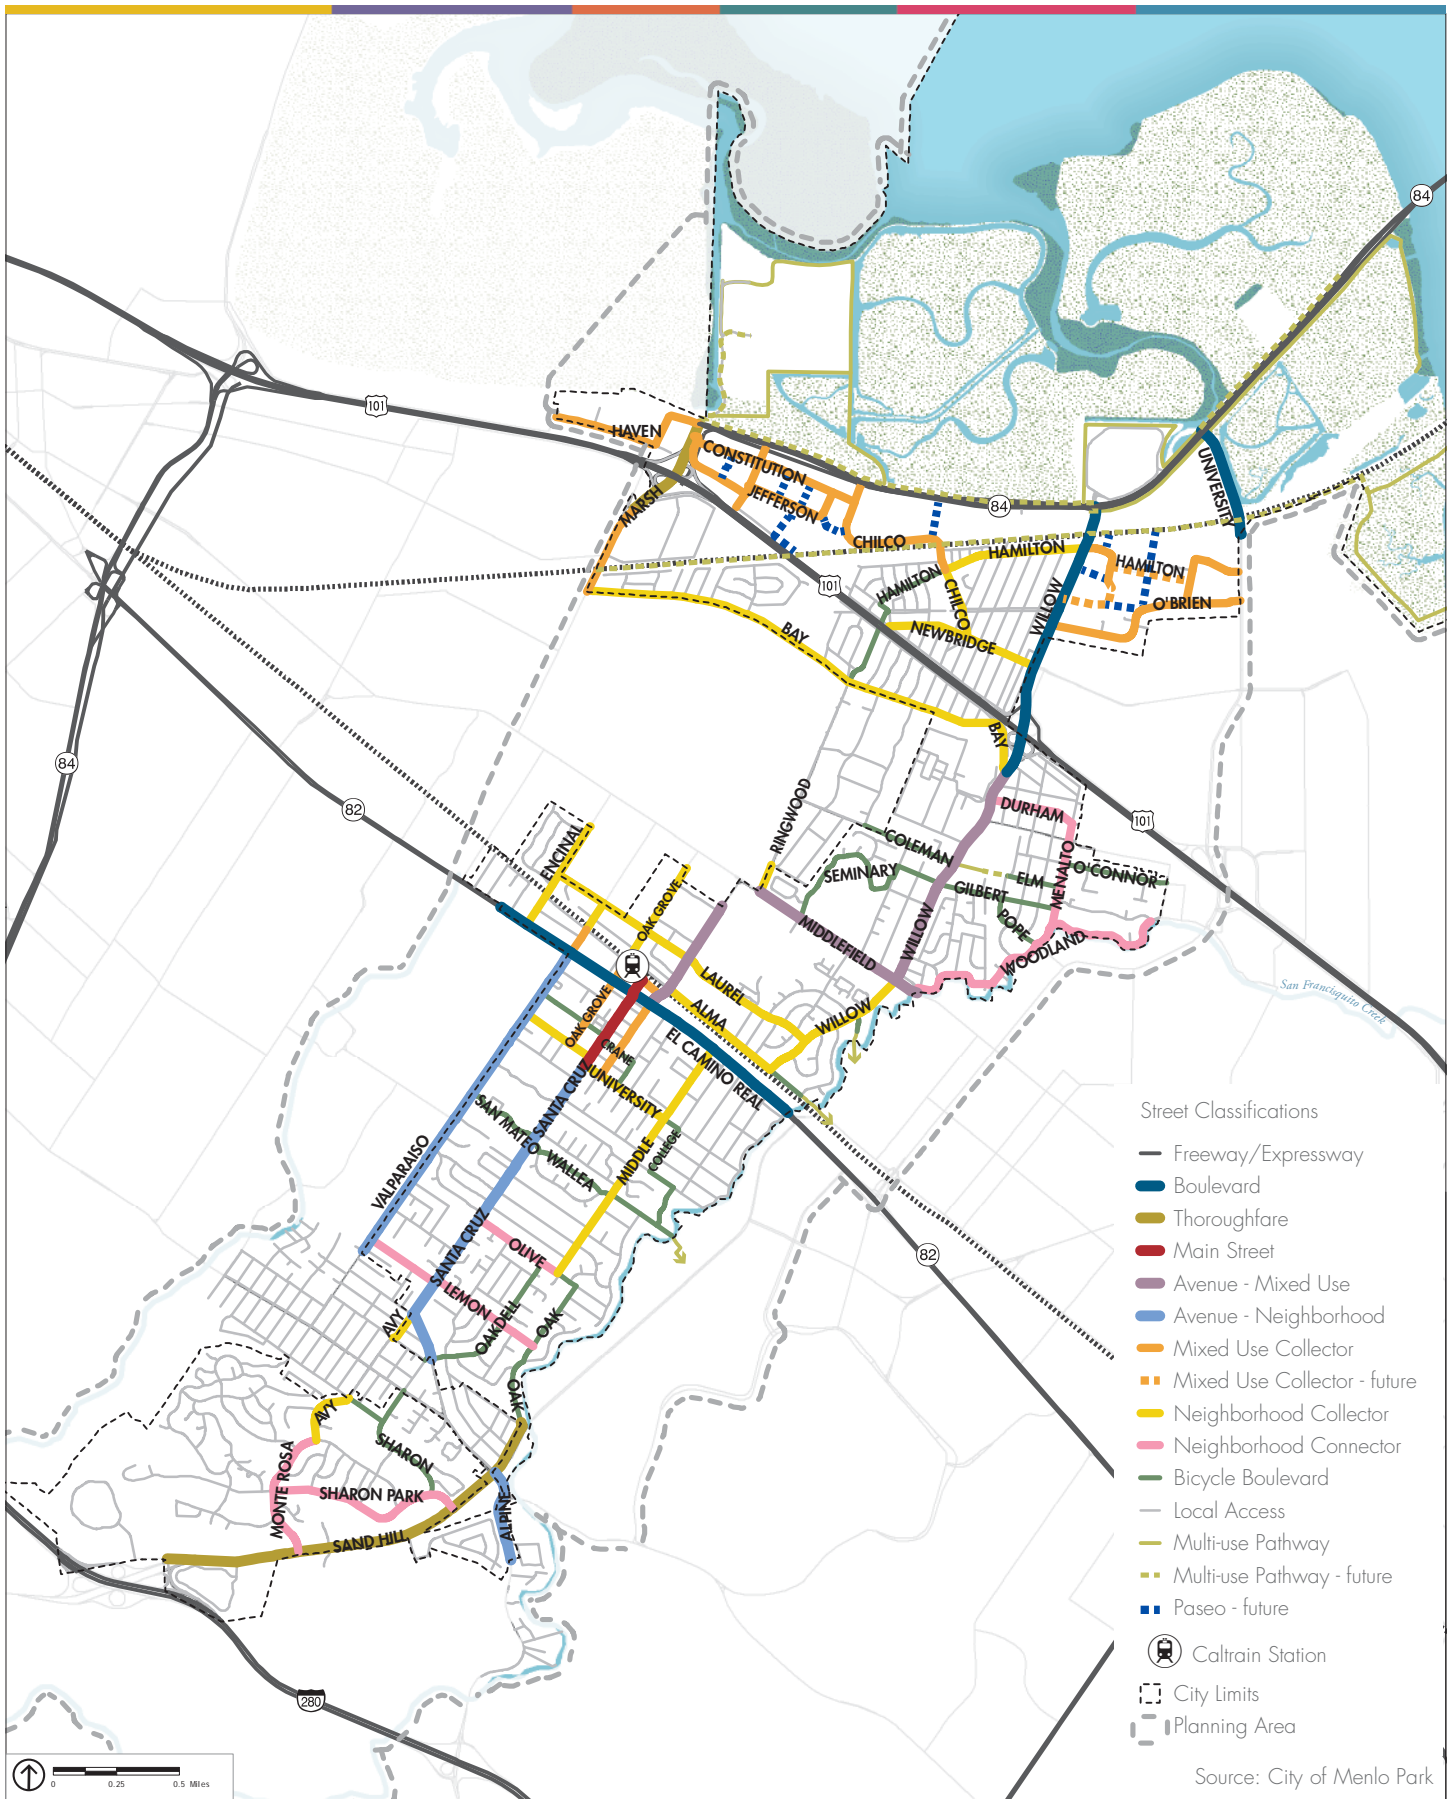 84
101
HAVEN
CONSTITUTION
JEFFERSON
MARSH
UNIVERSITY
84
CHILCO
HAMILTON
HAMILTON
HAMILTON
101
CHILCO
WILLOW
O'BRIEN
BAY
NEWBRIDGE
BAY
84
82
RINGWOOD
DURHAM
101
ENCINAL
COLEMAN
SEMINARY
MENALTO
O'CONNOR
ELM
GILBERT
OAK GROVE
POPE
WILLOW
MIDDLEFIELD
WOODLAND
LAUREL
San Francisquito Creek
OAK GROVE
ALMA
WILLOW
CRANE
EL CAMINO REAL
UNIVERSITY
SANTA CRUZ
SAN MATEO
WALLEA
COLLEGE
MIDDLE
VALPARAISO
SANTA CRUZ
OLIVE
82
LEMON
AVY
OAKDELL
OAK
OAK
AVY
SHARON
MONTE ROSA
SHARON PARK
SAND HILL
ALPINE
280
Street Classifications
Freeway/Expressway
Boulevard
Thoroughfare
Main Street
Avenue - Mixed Use
Avenue - Neighborhood
Mixed Use Collector
Mixed Use Collector - future
Neighborhood Collector
Neighborhood Connector
Bicycle Boulevard
Local Access
Multi-use Pathway
Multi-use Pathway - future
Paseo - future
Caltrain Station
City Limits
Planning Area
0 0.25 0.5 Miles
Source: City of Menlo Park